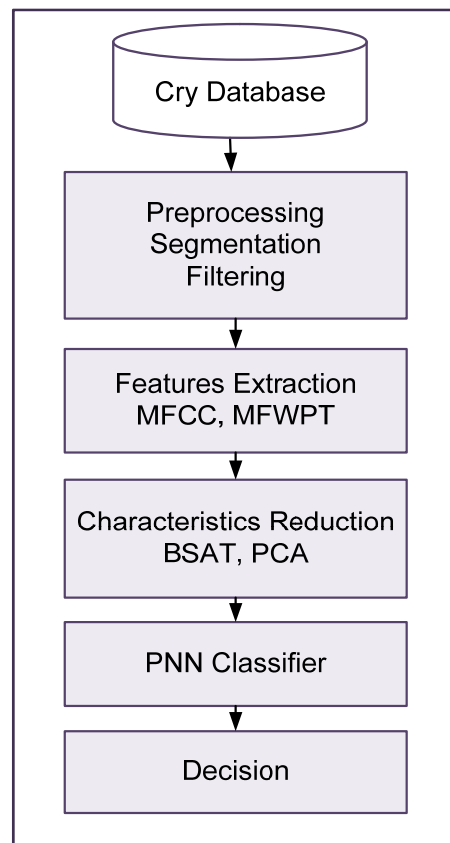 Cry Database
Preprocessing
Segmentation
Filtering
Features Extraction
MFCC, MFWPT
Characteristics Reduction
BSAT, PCA
PNN Classifier
Decision